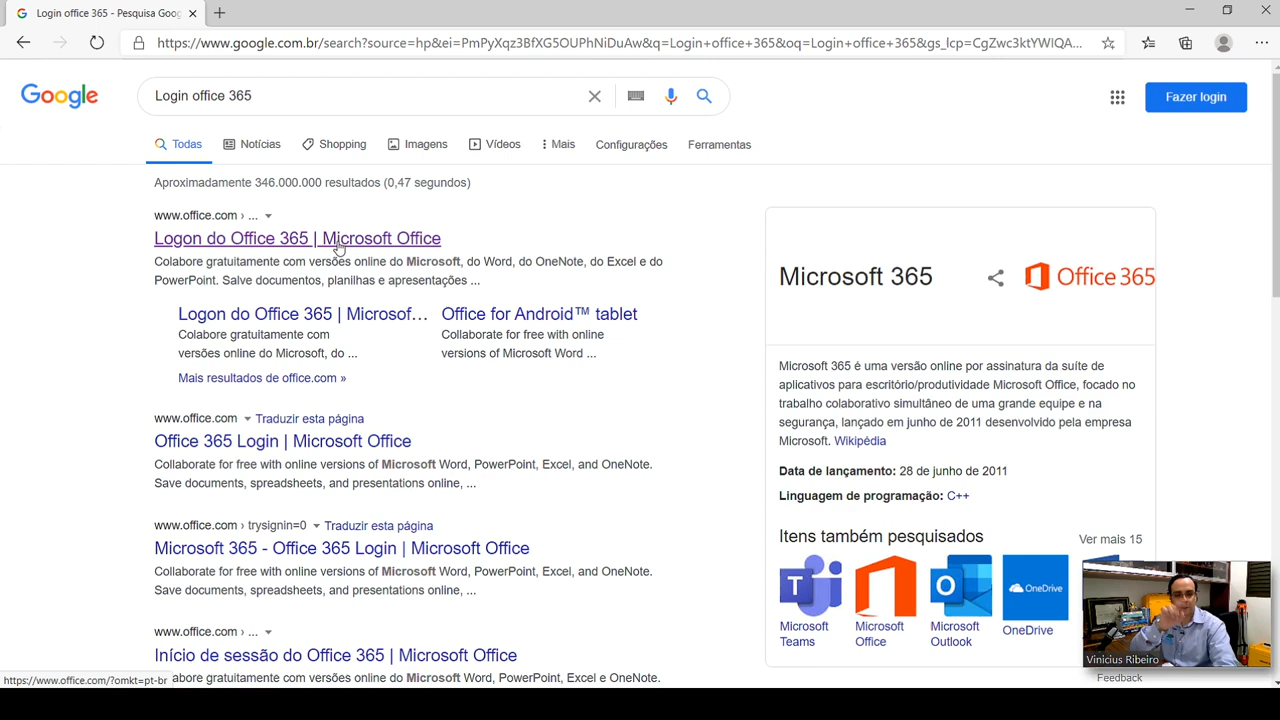 Login office 365 - Pesquisa Goog
https://www.google.com.br/search?source=hp&ei=PmPyXqz3BfXG5OUPhNiDuAw&q=Login+office+365&oq=Login+office+365&gs_lcp=CgZwc3ktYWIQA...
Google
Login office 365
Fazer login
Todas
Notícias
Shopping
Imagens
Vídeos
Mais
Configurações
Ferramentas
Aproximadamente 346.000.000 resultados (0,47 segundos)
www.office.com › ...
Logon do Office 365 | Microsoft Office
Colabore gratuitamente com versões online do Microsoft, do Word, do OneNote, do Excel e do
PowerPoint. Salve documentos, planilhas e apresentações ...
Logon do Office 365 | Microsof...
Colabore gratuitamente com
versões online do Microsoft, do ...
Office for Android™ tablet
Collaborate for free with online
versions of Microsoft Word ...
Mais resultados de office.com »
www.office.com Traduzir esta página
Office 365 Login | Microsoft Office
Collaborate for free with online versions of Microsoft Word, PowerPoint, Excel, and OneNote.
Save documents, spreadsheets, and presentations online, ...
www.office.com › trysignin=0 Traduzir esta página
Microsoft 365 - Office 365 Login | Microsoft Office
Collaborate for free with online versions of Microsoft Word, PowerPoint, Excel, and OneNote.
Save documents, spreadsheets, and presentations online, ...
www.office.com › ...
Início de sessão do Office 365 | Microsoft Office
abore gratuitamente com versões online do Microsoft Word, PowerPoint, Excel e OneNote.
https://www.office.com/?omkt=pt-br
Microsoft 365
Office 365
Microsoft 365 é uma versão online por assinatura da suíte de
aplicativos para escritório/produtividade Microsoft Office, focado no
trabalho colaborativo simultâneo de uma grande equipe e na
segurança, lançado em junho de 2011 desenvolvido pela empresa
Microsoft. Wikipédia
Data de lançamento: 28 de junho de 2011
Linguagem de programação: C++
Itens também pesquisados
Ver mais 15
OneDrive
Microsoft
Teams
Microsoft
Office
Microsoft
Outlook
OneDrive
Vinicius Ribeiro
Feedback